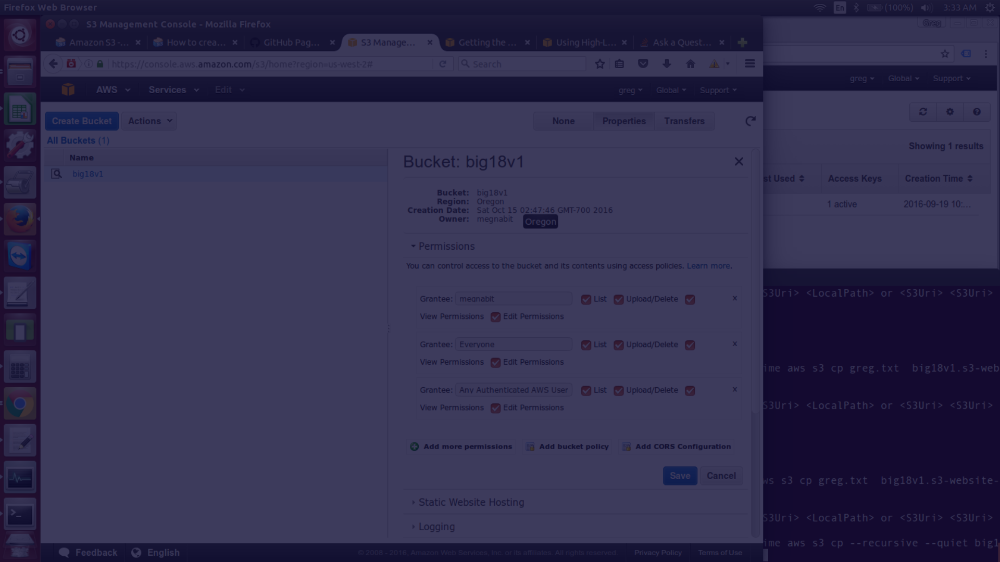 Firefox Web Browser
En
(100%)
3:33 AM
S3 Management Console - Mozilla Firefox
Greg
Amazon S3 -...
How to crea...
GitHub Pag...
S3 Manage...
Getting the ...
Using High-L...
Ask a Quest...
https://console.aws.amazon.com/s3/home?region=us-west-2#
Search
AWS
Services
Edit
greg
Global
Support
greg
Global
Support
Create Bucket
Actions
None
Properties
Transfers
All Buckets (1)
Name
big18v1
Bucket: big18v1
Bucket: big18v1
Region: Oregon
Creation Date: Sat Oct 15 02:47:46 GMT-700 2016
Owner: megnabit
Oregon
Permissions
You can control access to the bucket and its contents using access policies. Learn more.
Grantee: megnabit List Upload/Delete x
View Permissions Edit Permissions
Grantee: Everyone List Upload/Delete x
View Permissions Edit Permissions
Grantee: Any Authenticated AWS User List Upload/Delete x
View Permissions Edit Permissions
Add more permissions
Add bucket policy
Add CORS Configuration
Save
Cancel
Static Website Hosting
Logging
Feedback
English
© 2008 - 2016, Amazon Web Services, Inc. or its affiliates. All rights reserved.
Privacy Policy
Terms of Use
Showing 1 results
st Used
Access Keys
Creation Time
1 active
2016-09-19 10:...
S3Uri> <LocalPath> or <S3Uri> <S3Uri>
ime aws s3 cp greg.txt  big18v1.s3-web
S3Uri> <LocalPath> or <S3Uri> <S3Uri>
ws s3 cp greg.txt  big18v1.s3-website-
S3Uri> <LocalPath> or <S3Uri> <S3Uri>
ime aws s3 cp --recursive --quiet big1